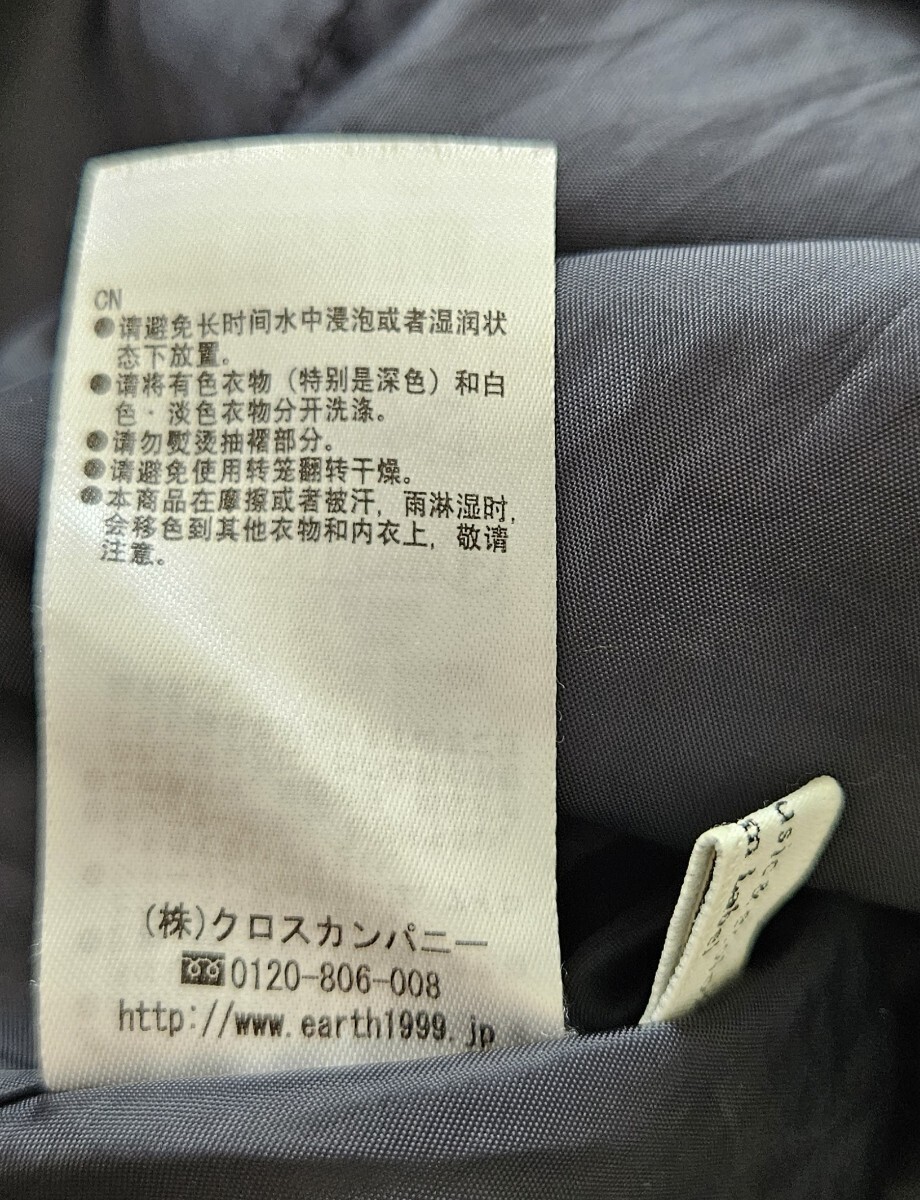 CN
●请避免长时间水中浸泡或者湿润状
态下放置。
●请将有色衣物（特别是深色）和白
色・淡色衣物分开洗涤。
●请勿熨烫抽褶部分。
●请避免使用转笼翻转干燥。
●本商品在摩擦或者被汗，雨淋湿时，
会移色到其他衣物和内衣上，敬请
注意。
(株)クロスカンパニー
0120-806-008
http://www.earth1999.jp
Label